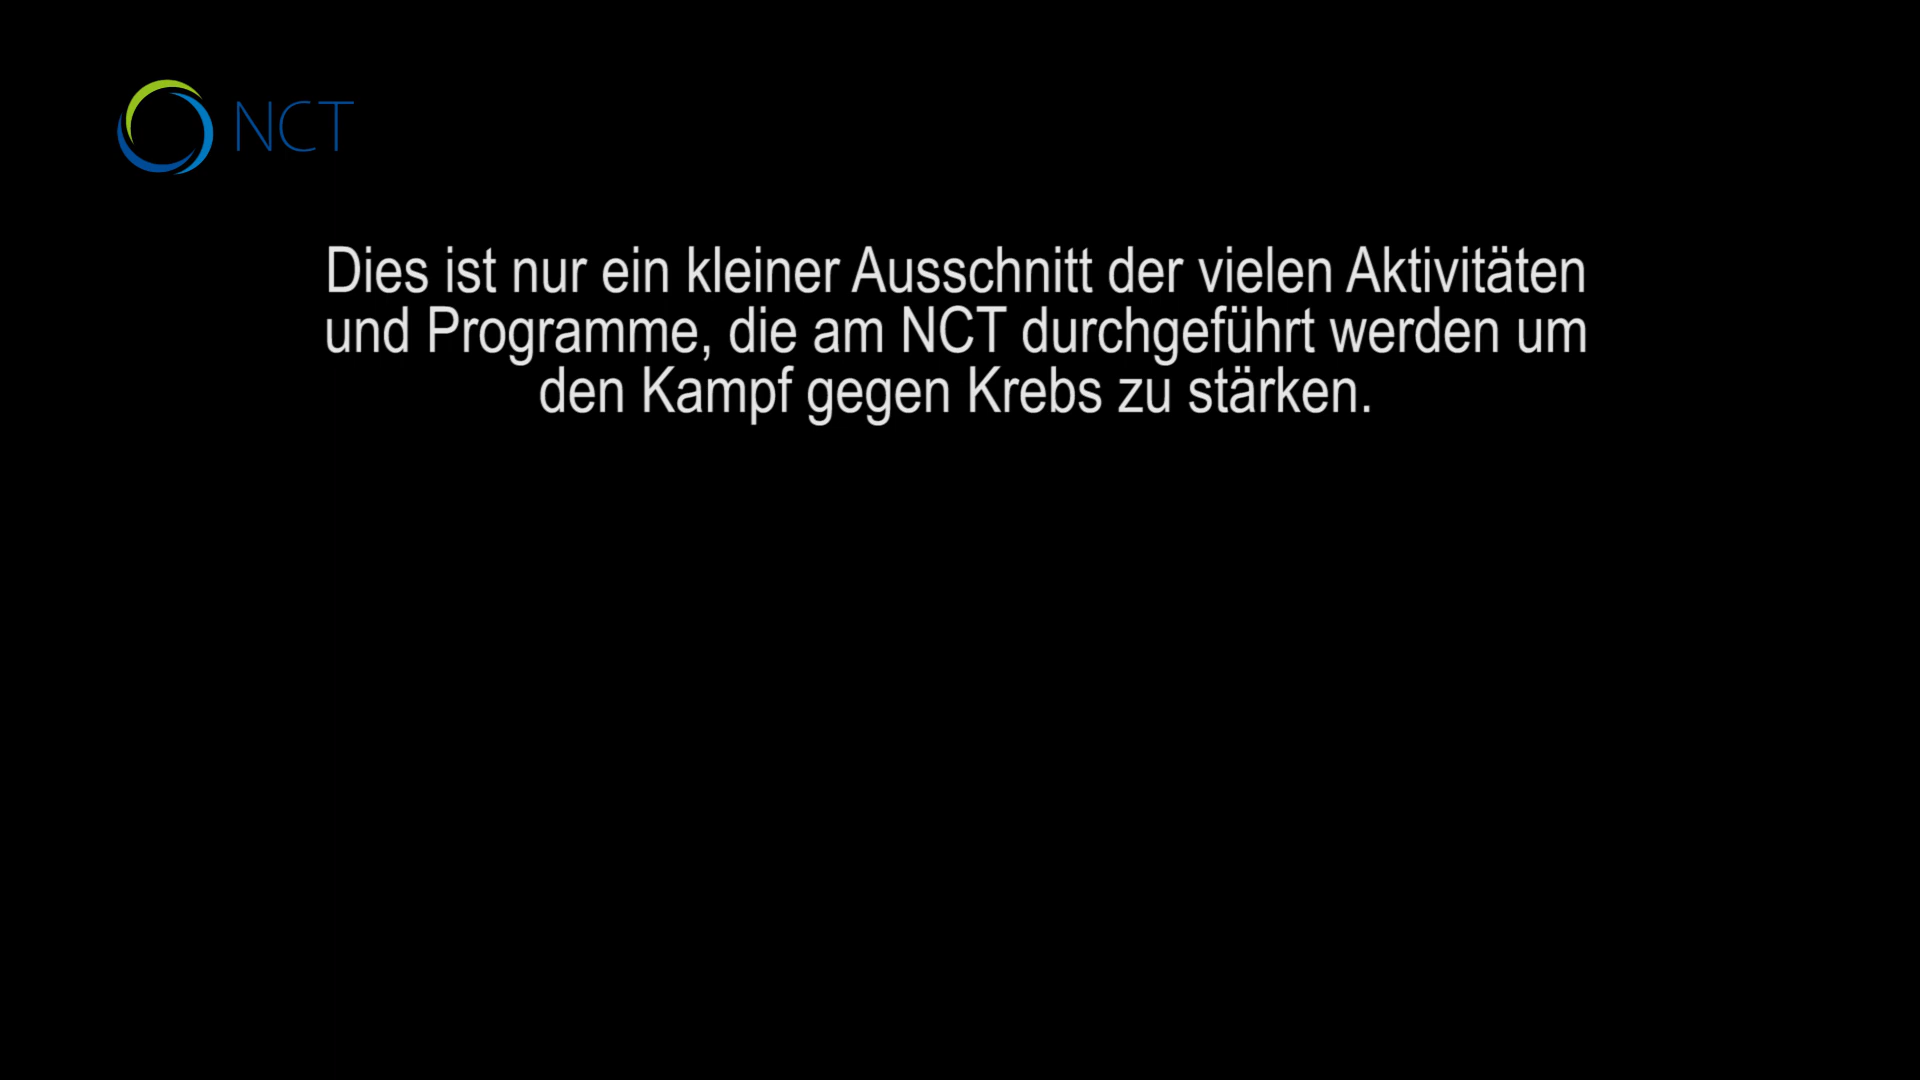 NCT
Dies ist nur ein kleiner Ausschnitt der vielen Aktivitäten
und Programme, die am NCT durchgeführt werden um
den Kampf gegen Krebs zu stärken.